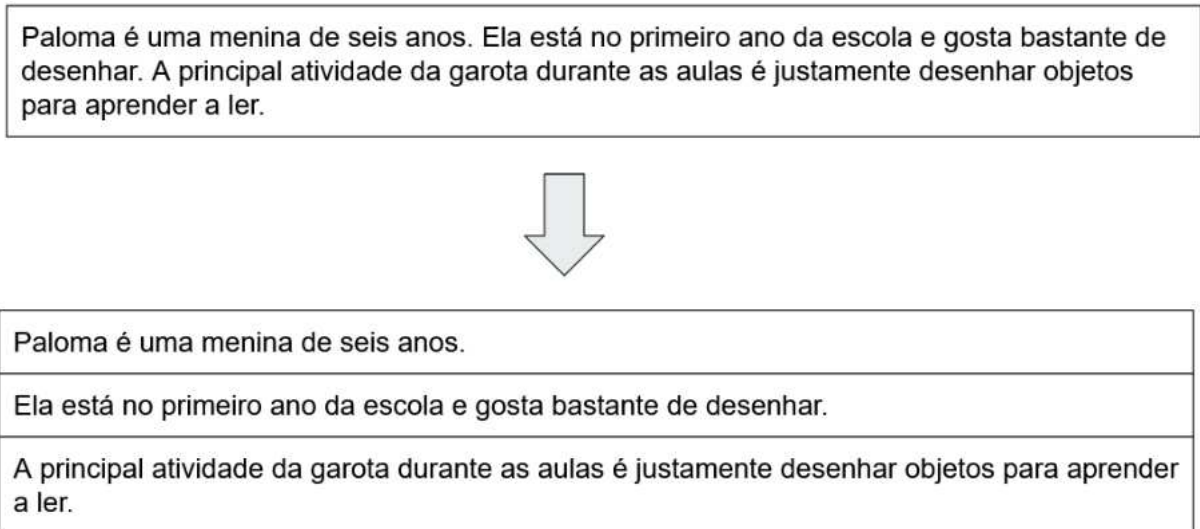 Paloma é uma menina de seis anos. Ela está no primeiro ano da escola e gosta bastante de
desenhar. A principal atividade da garota durante as aulas é justamente desenhar objetos
para aprender a ler.
Paloma é uma menina de seis anos.
Ela está no primeiro ano da escola e gosta bastante de desenhar.
A principal atividade da garota durante as aulas é justamente desenhar objetos para aprender
a ler.